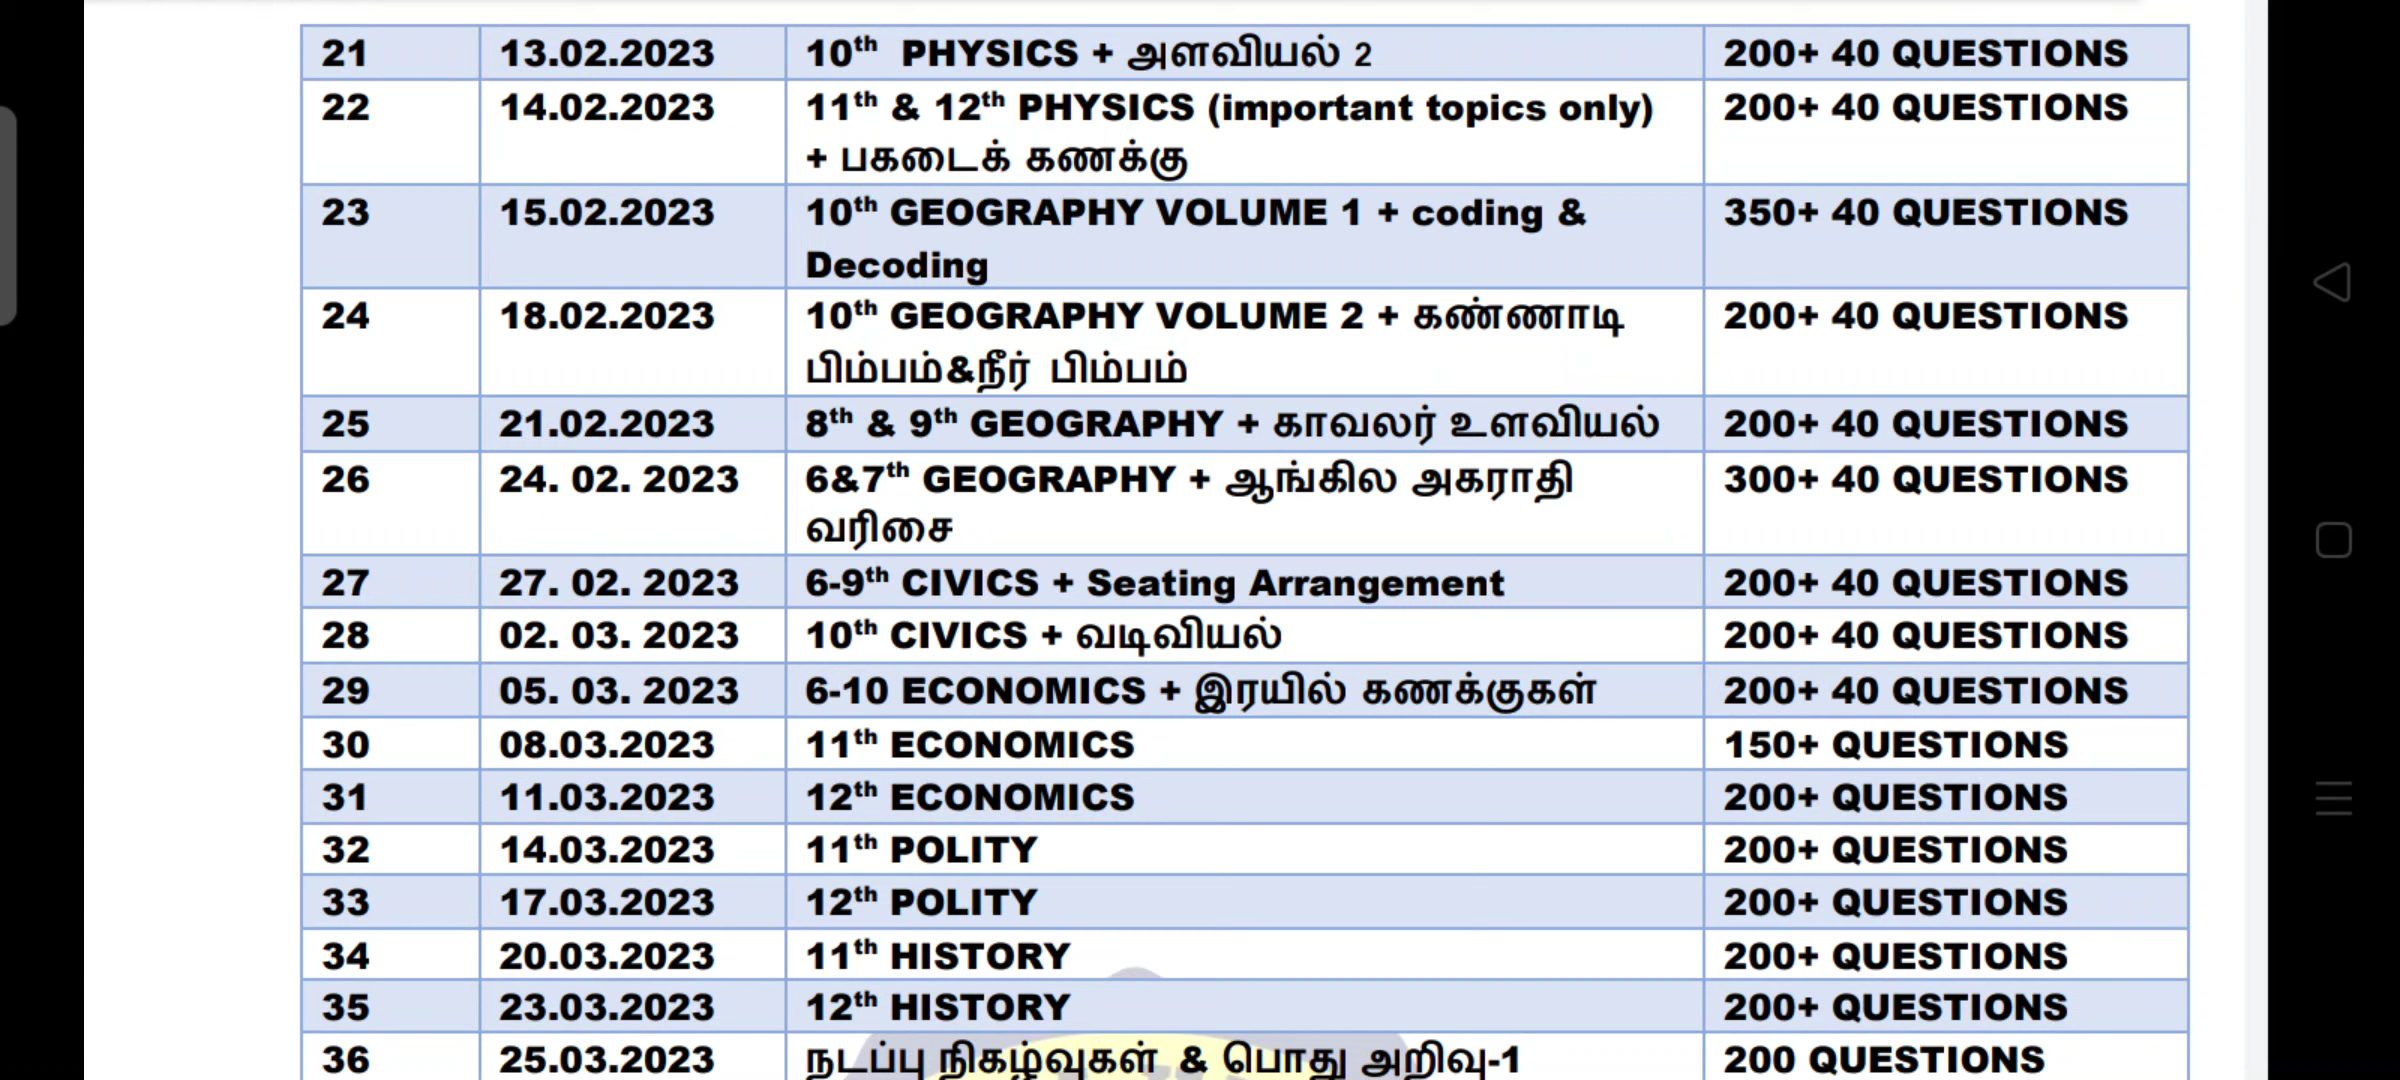 21 13.02.2023 10th PHYSICS + அளவியல் 2 200+ 40 QUESTIONS
22 14.02.2023 11th & 12th PHYSICS (important topics only) 200+ 40 QUESTIONS
+ பகடைக் கணக்கு
23 15.02.2023 10th GEOGRAPHY VOLUME 1 + coding & 350+ 40 QUESTIONS
Decoding
24 18.02.2023 10th GEOGRAPHY VOLUME 2 + கண்ணாடி 200+ 40 QUESTIONS
பிம்பம்&நீர் பிம்பம்
25 21.02.2023 8th & 9th GEOGRAPHY + காவலர் உளவியல் 200+ 40 QUESTIONS
26 24. 02. 2023 6&7th GEOGRAPHY + ஆங்கில அகராதி 300+ 40 QUESTIONS
வரிசை
27 27. 02. 2023 6-9th CIVICS + Seating Arrangement 200+ 40 QUESTIONS
28 02. 03. 2023 10th CIVICS + வடிவியல் 200+ 40 QUESTIONS
29 05. 03. 2023 6-10 ECONOMICS + இரயில் கணக்குகள் 200+ 40 QUESTIONS
30 08.03.2023 11th ECONOMICS 150+ QUESTIONS
31 11.03.2023 12th ECONOMICS 200+ QUESTIONS
32 14.03.2023 11th POLITY 200+ QUESTIONS
33 17.03.2023 12th POLITY 200+ QUESTIONS
34 20.03.2023 11th HISTORY 200+ QUESTIONS
35 23.03.2023 12th HISTORY 200+ QUESTIONS
36 25.03.2023 நடப்பு நிகழ்வுகள் & பொது அறிவு-1 200 QUESTIONS